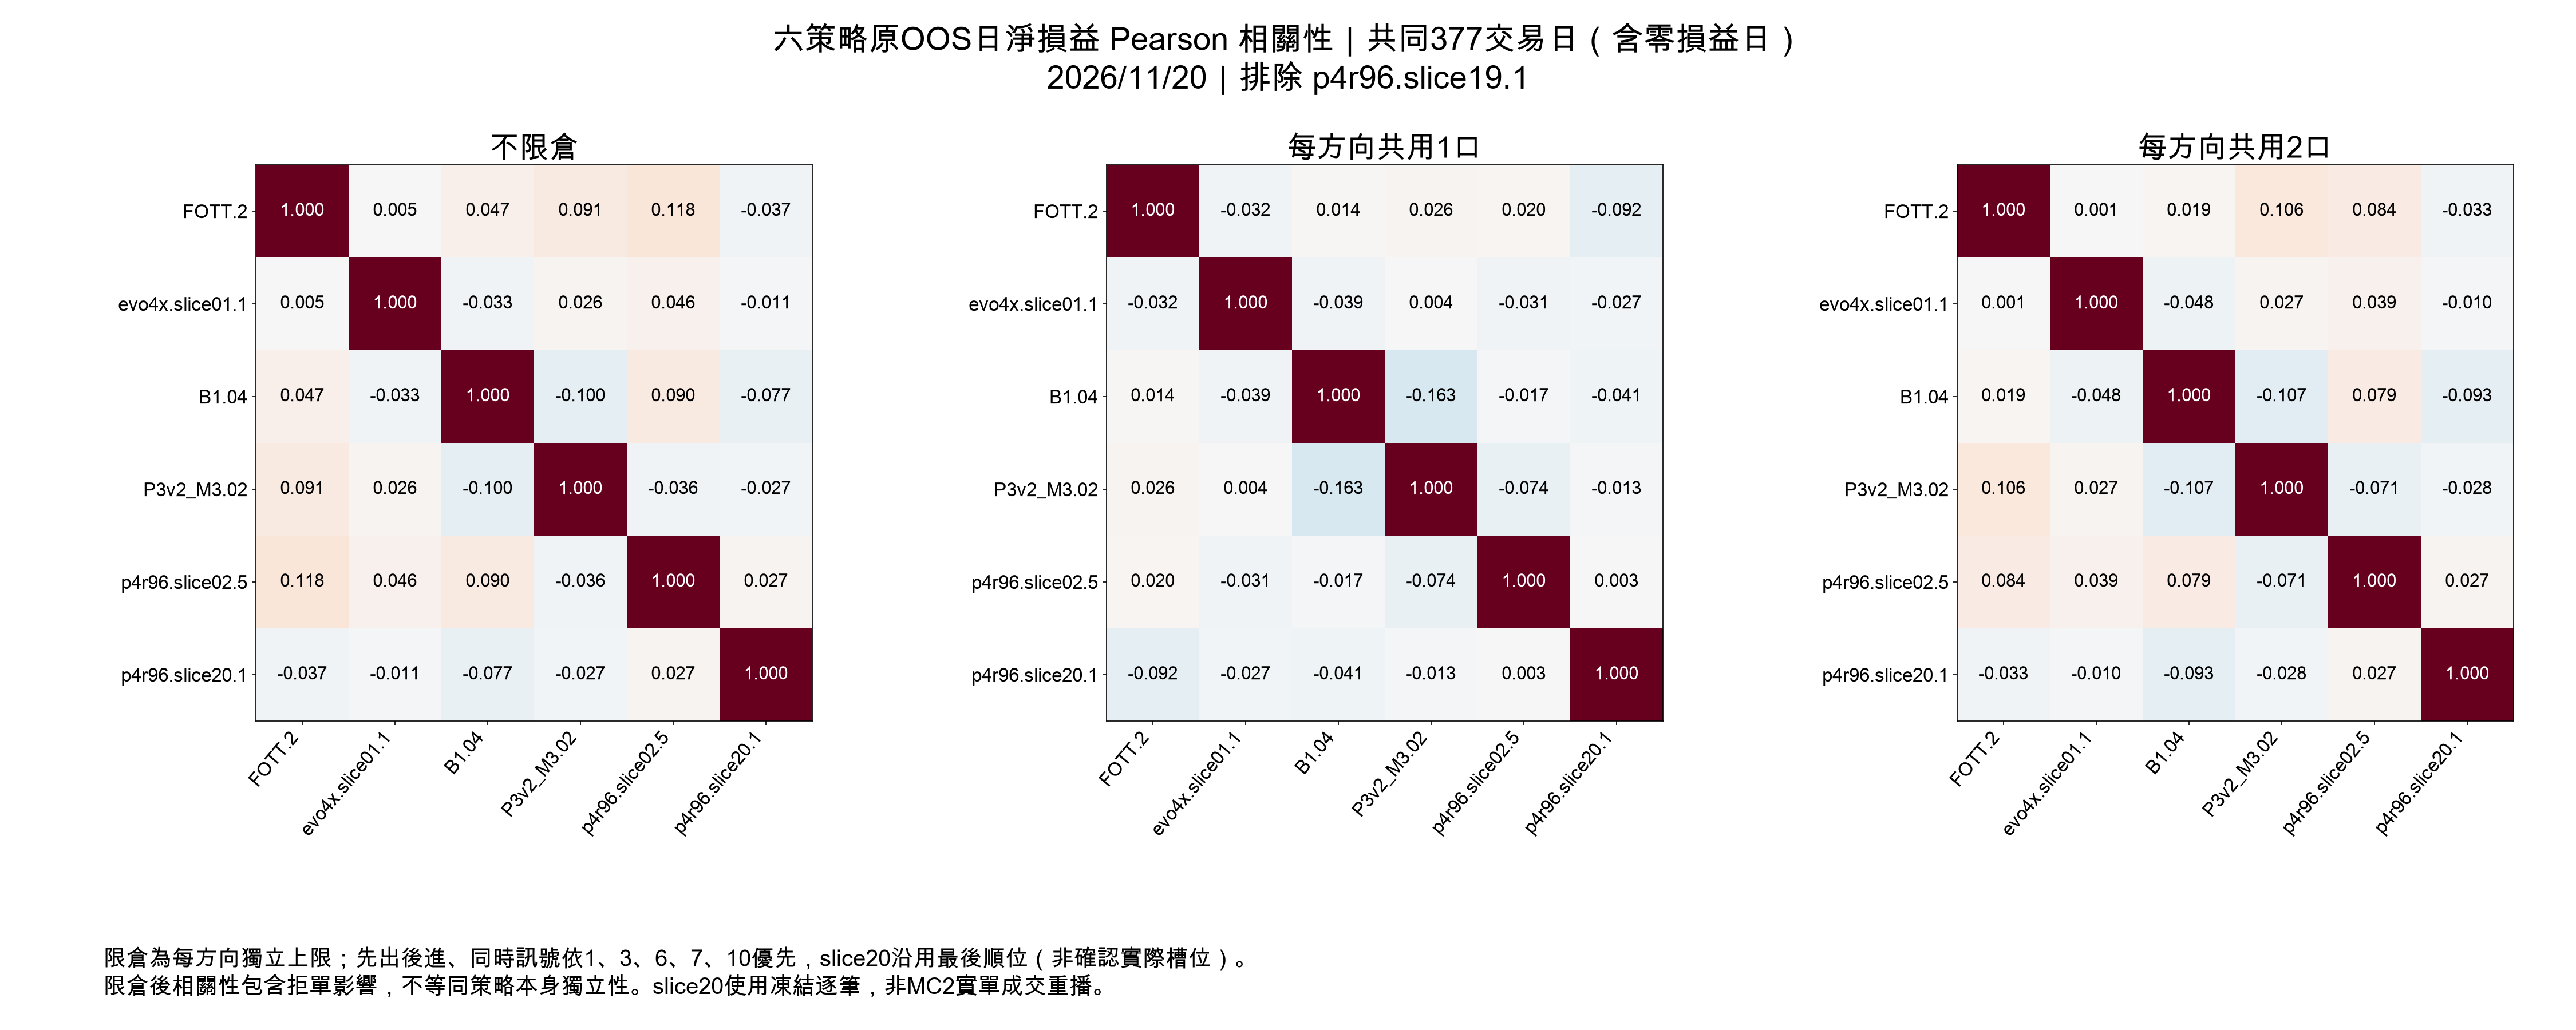 六策略原OOS日淨損益 Pearson 相關性｜共同377交易日（含零損益日）
2026/11/20｜排除 p4r96.slice19.1
不限倉
FOTT.2 1.000 0.005 0.047 0.091 0.118 -0.037
evo4x.slice01.1 0.005 1.000 -0.033 0.026 0.046 -0.011
B1.04 0.047 -0.033 1.000 -0.100 0.090 -0.077
P3v2_M3.02 0.091 0.026 -0.100 1.000 -0.036 -0.027
p4r96.slice02.5 0.118 0.046 0.090 -0.036 1.000 0.027
p4r96.slice20.1 -0.037 -0.011 -0.077 -0.027 0.027 1.000
FOTT.2 evo4x.slice01.1 B1.04 P3v2_M3.02 p4r96.slice02.5 p4r96.slice20.1
每方向共用1口
FOTT.2 1.000 -0.032 0.014 0.026 0.020 -0.092
evo4x.slice01.1 -0.032 1.000 -0.039 0.004 -0.031 -0.027
B1.04 0.014 -0.039 1.000 -0.163 -0.017 -0.041
P3v2_M3.02 0.026 0.004 -0.163 1.000 -0.074 -0.013
p4r96.slice02.5 0.020 -0.031 -0.017 -0.074 1.000 0.003
p4r96.slice20.1 -0.092 -0.027 -0.041 -0.013 0.003 1.000
FOTT.2 evo4x.slice01.1 B1.04 P3v2_M3.02 p4r96.slice02.5 p4r96.slice20.1
每方向共用2口
FOTT.2 1.000 0.001 0.019 0.106 0.084 -0.033
evo4x.slice01.1 0.001 1.000 -0.048 0.027 0.039 -0.010
B1.04 0.019 -0.048 1.000 -0.107 0.079 -0.093
P3v2_M3.02 0.106 0.027 -0.107 1.000 -0.071 -0.028
p4r96.slice02.5 0.084 0.039 0.079 -0.071 1.000 0.027
p4r96.slice20.1 -0.033 -0.010 -0.093 -0.028 0.027 1.000
FOTT.2 evo4x.slice01.1 B1.04 P3v2_M3.02 p4r96.slice02.5 p4r96.slice20.1
限倉為每方向獨立上限；先出後進、同時訊號依1、3、6、7、10優先，slice20沿用最後順位（非確認實際槽位）。
限倉後相關性包含拒單影響，不等同策略本身獨立性。slice20使用凍結逐筆，非MC2實單成交重播。